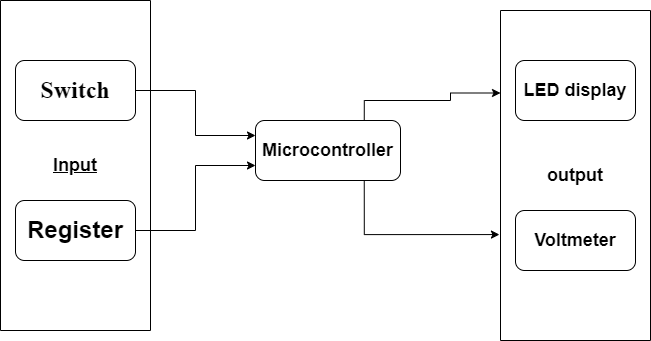 Switch
Input
Register
Microcontroller
LED display
output
Voltmeter